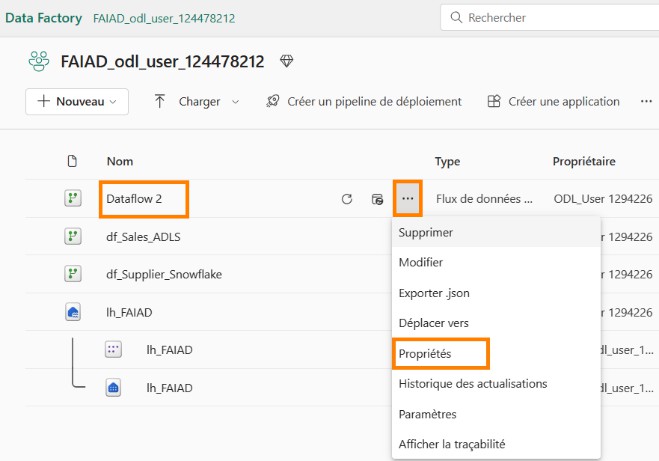 Data Factory FAIAD_odl_user_124478212 Rechercher
FAIAD_odl_user_124478212
Nouveau Charger Créer un pipeline de déploiement Créer une application ...
Nom Type Propriétaire
Dataflow 2 ... Flux de données ... ODL_User 1294226
Supprimer
df_Sales_ADLS r 1294226
Modifier
df_Supplier_Snowflake r 1294226
Exporter .json
lh_FAIAD r 1294226
Déplacer vers
lh_FAIAD dl_user_1...
Propriétés
Historique des actualisations
lh_FAIAD dl_user_1...
Paramètres
Afficher la traçabilité